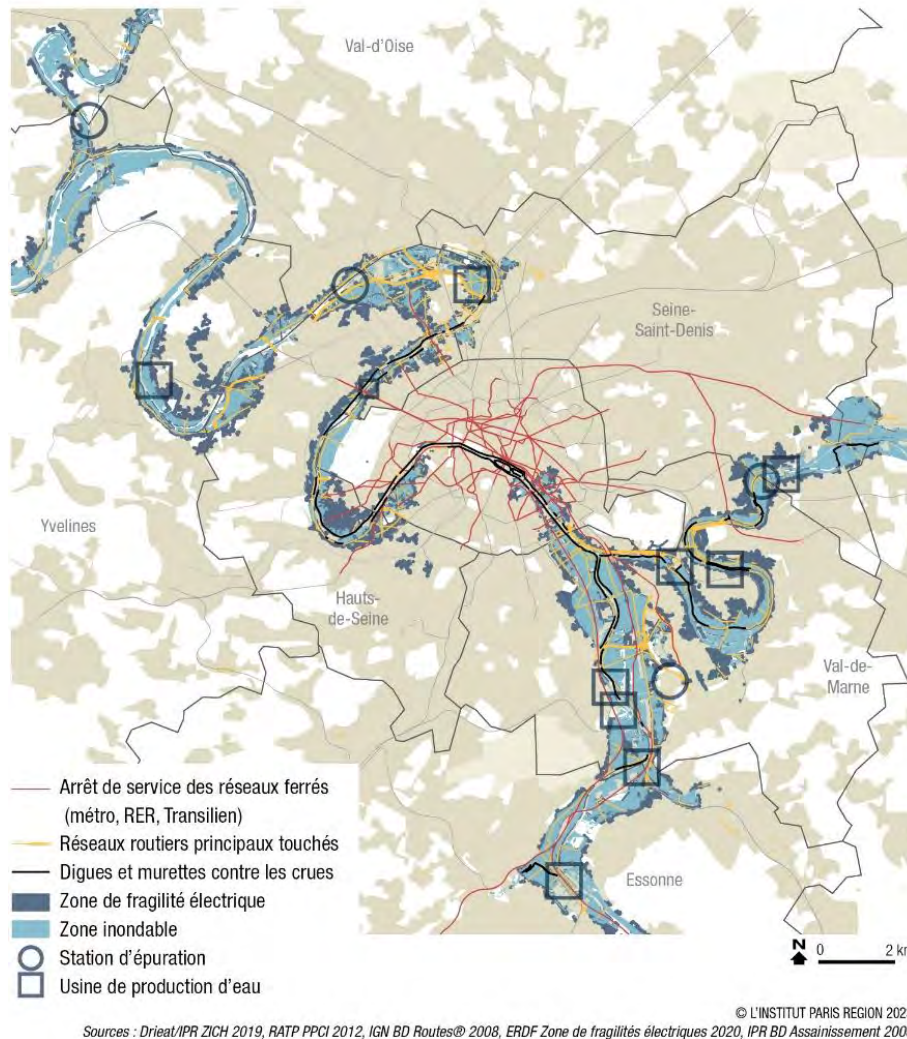 Val-d'Oise
Seine-
Saint-Denis
Yvelines
Hauts-
de-Seine
Val-de-
Marne
Essonne
Arrêt de service des réseaux ferrés
(métro, RER, Transilien)
Réseaux routiers principaux touchés
Digues et murettes contre les crues
Zone de fragilité électrique
Zone inondable
Station d'épuration
Usine de production d'eau
N
0 2 k
© L'INSTITUT PARIS REGION 202
Sources : Drieat/IPR ZICH 2019, RATP PPCI 2012, IGN BD Routes® 2008, ERDF Zone de fragilités électriques 2020, IPR BD Assainissement 200